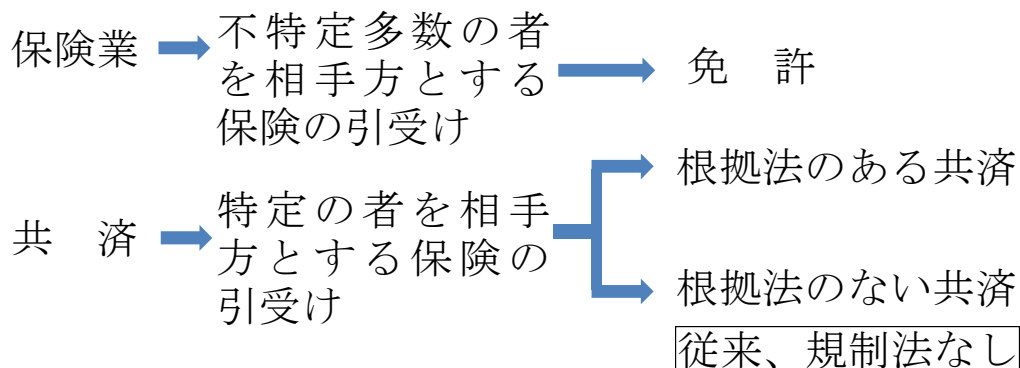 保険業
不特定多数の者
を相手方とする
保険の引受け
免　許
共　済
特定の者を相手
方とする保険の
引受け
根拠法のある共済
根拠法のない共済
従来、規制法なし